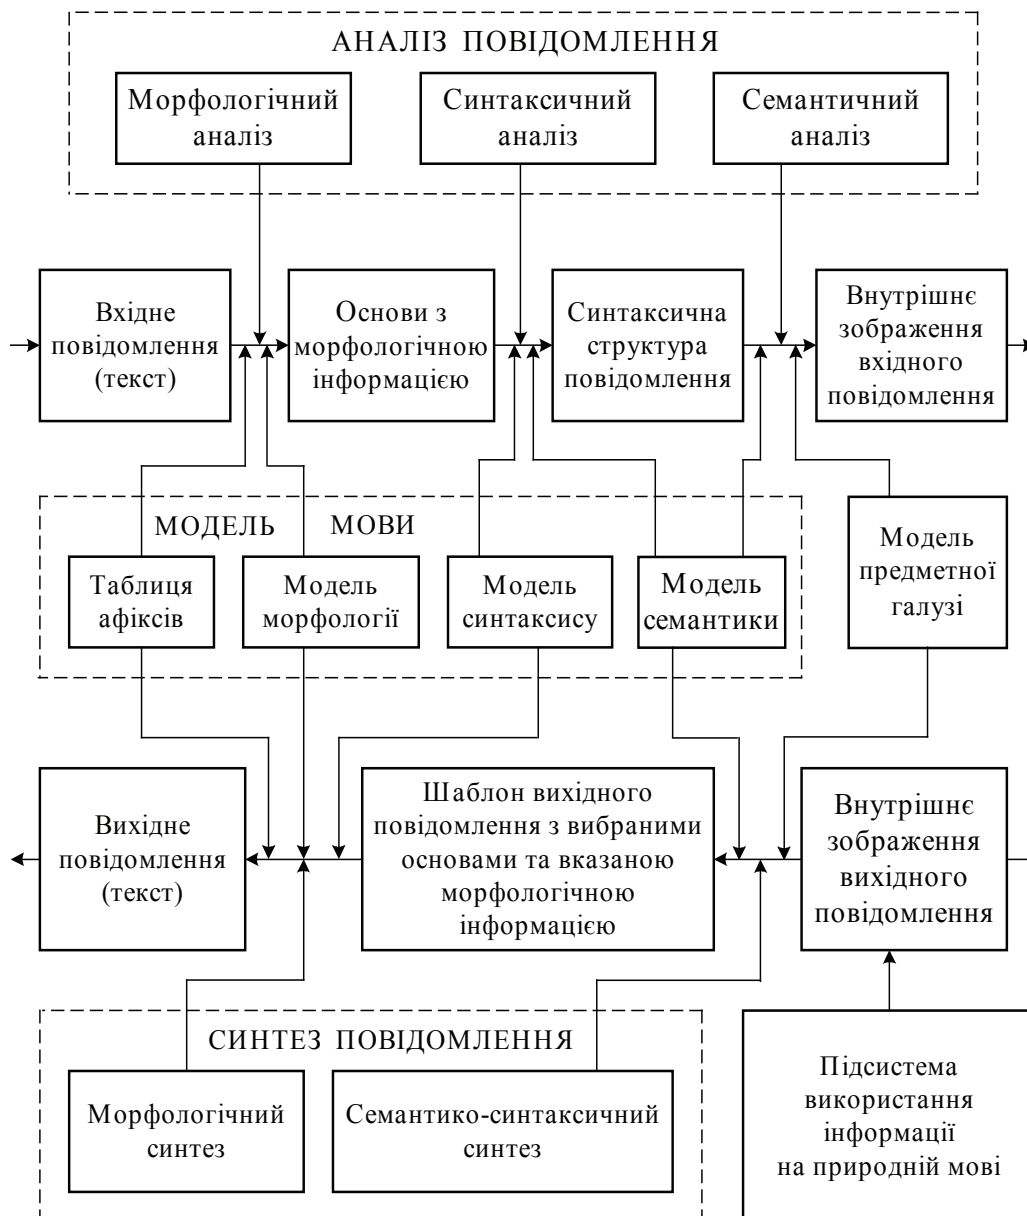 АНАЛІЗ ПОВІДОМЛЕННЯ
Морфологічний
аналіз
Синтаксичний
аналіз
Семантичний
аналіз
Вхідне
повідомлення
(текст)
Основи з
морфологічною
інформацією
Синтаксична
структура
повідомлення
Внутрішнє
зображення
вхідного
повідомлення
МОДЕЛЬ МОВИ
Таблиця
афіксів
Модель
морфології
Модель
синтаксису
Модель
семантики
Модель
предметної
галузі
Вихідне
повідомлення
(текст)
Шаблон вихідного
повідомлення з вибраними
основами та вказаною
морфологічною
інформацією
Внутрішнє
зображення
вихідного
повідомлення
СИНТЕЗ ПОВІДОМЛЕННЯ
Морфологічний
синтез
Семантико-синтаксичний
синтез
Підсистема
використання
інформації
на природній мові